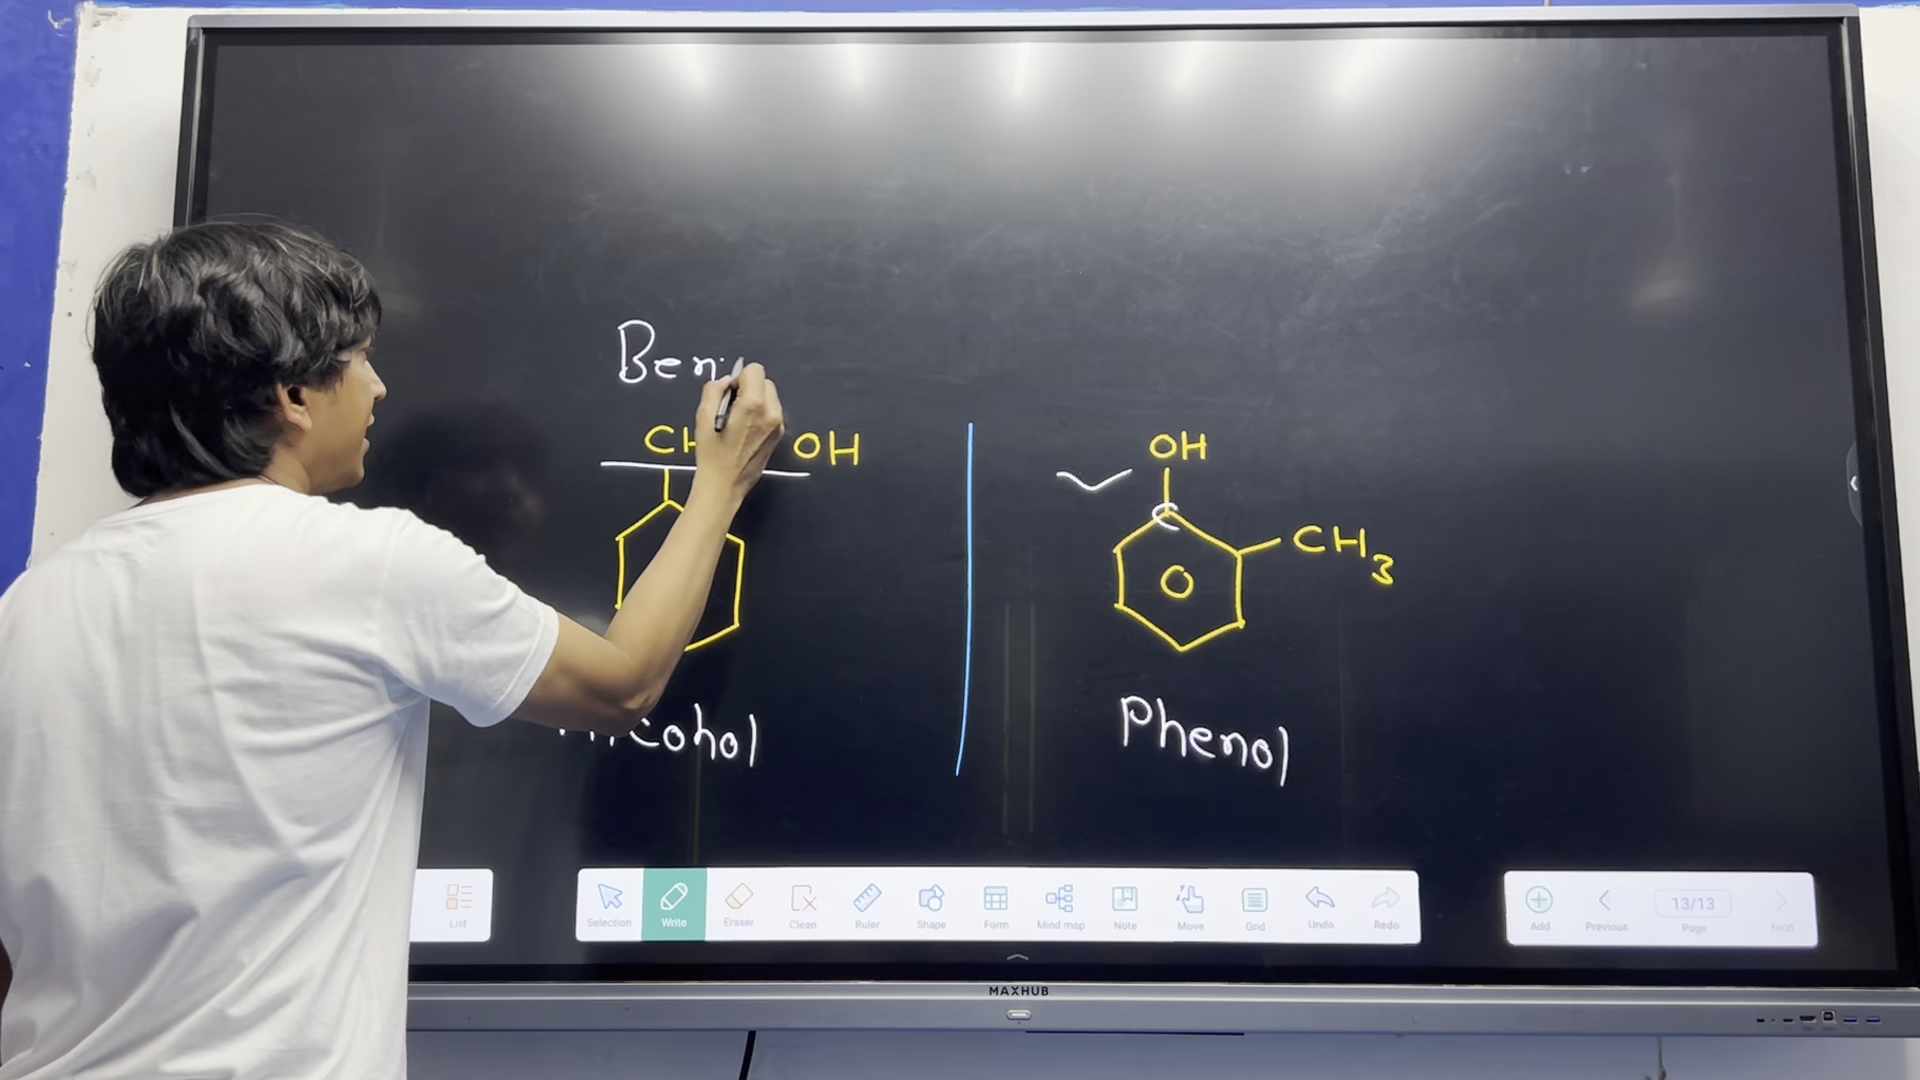 Ben
OH
OH
C
CH3
O
Phenol
List
Selection
Write
Eraser
Clean
Ruler
Shape
Form
Mind map
Note
Move
Grid
Undo
Redo
Add
Previous
13/13
Page
Next
MAXHUB